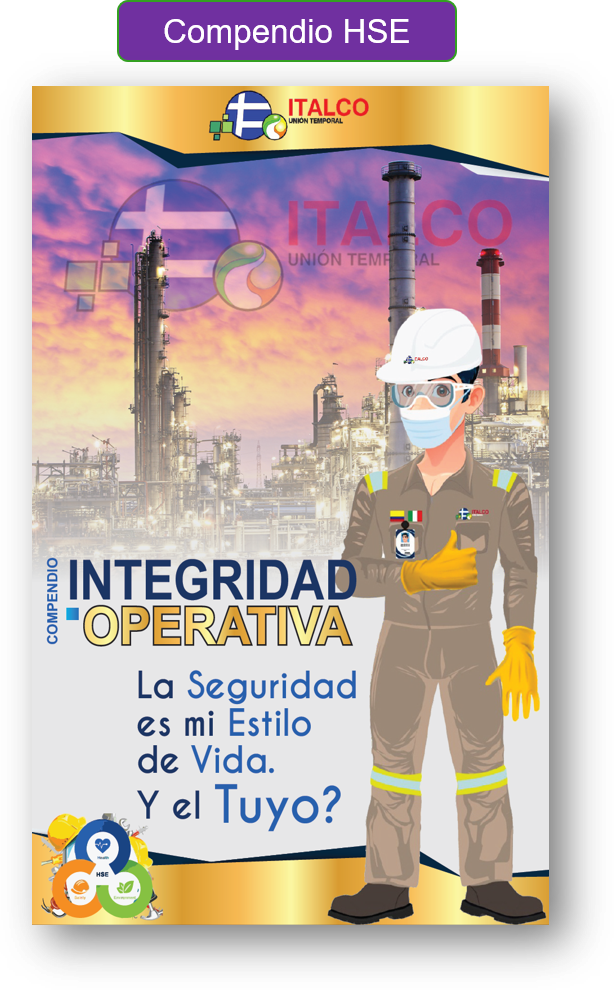 Compendio HSE
ITALCO
UNIÓN TEMPORAL
ITALCO
UNIÓN TEMPORAL
ITALCO
ITALCO
COMPENDIO
INTEGRIDAD
OPERATIVA
La Seguridad
es mi Estilo
de Vida.
Y el Tuyo?
Health
HSE